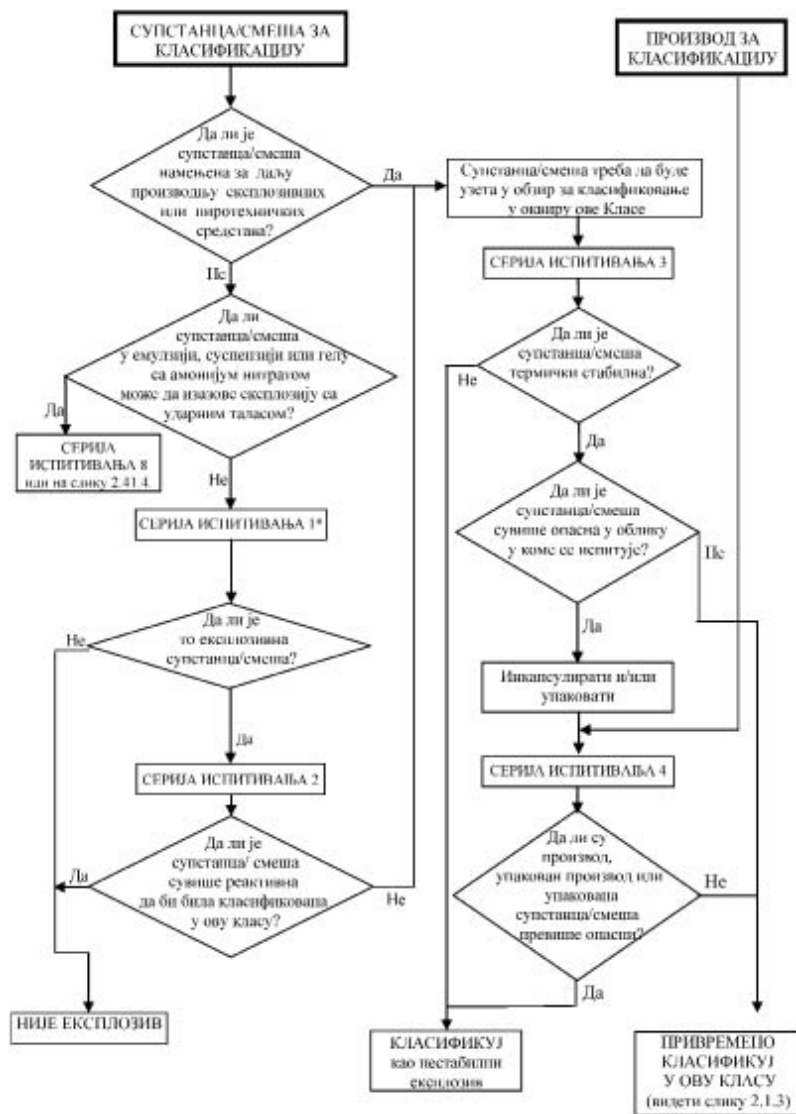 СУПСТАНЦА/СМЕША ЗА
КЛАСИФИКАЦИЈУ
ПРОИЗВОД ЗА
КЛАСИФИКАЦИЈУ
Да ли је
супстанца/смеша
намењена за даљу
производњу експлозивних
или пиротехничких
средстава?
Да
Не
Супстанца/смеша треба да буде
узета у обзир за класификовање
у оквиру ове Класе
СЕРИЈА ИСПИТИВАЊА 3
Да ли
супстанца/смеша
у емулзији, суспензији или гелу
са амонијум нитратом
може да изазове експлозију са
ударним таласом?
Да
Не
СЕРИЈА
ИСПИТИВАЊА 8
или на слику 2.41 4.
Да ли је
супстанца/смеша
термички стабилна?
Не
Да
СЕРИЈА ИСПИТИВАЊА 1*
Да ли је
супстанца/смеша
сувише опасна у облику
у коме се испитује?
Не
Да
Да ли је
то експлозивна
супстанца/смеша?
Не
Да
Инкапсулирати и/или
упаковати
СЕРИЈА ИСПИТИВАЊА 2
СЕРИЈА ИСПИТИВАЊА 4
Да ли је
супстанца/ смеша
сувише реактивна
да би била класификована
у ову класу?
Да
Не
Да ли су
производ,
упакован производ или
упакована
супстанца/смеша
превише опасни?
Не
Да
НИЈЕ ЕКСПЛОЗИВ
КЛАСИФИКУЈ
као нестабилни
експлозив
ПРИВРЕМЕНО
КЛАСИФИКУЈ
У ОВУ КЛАСУ
(видети слику 2.1.3)